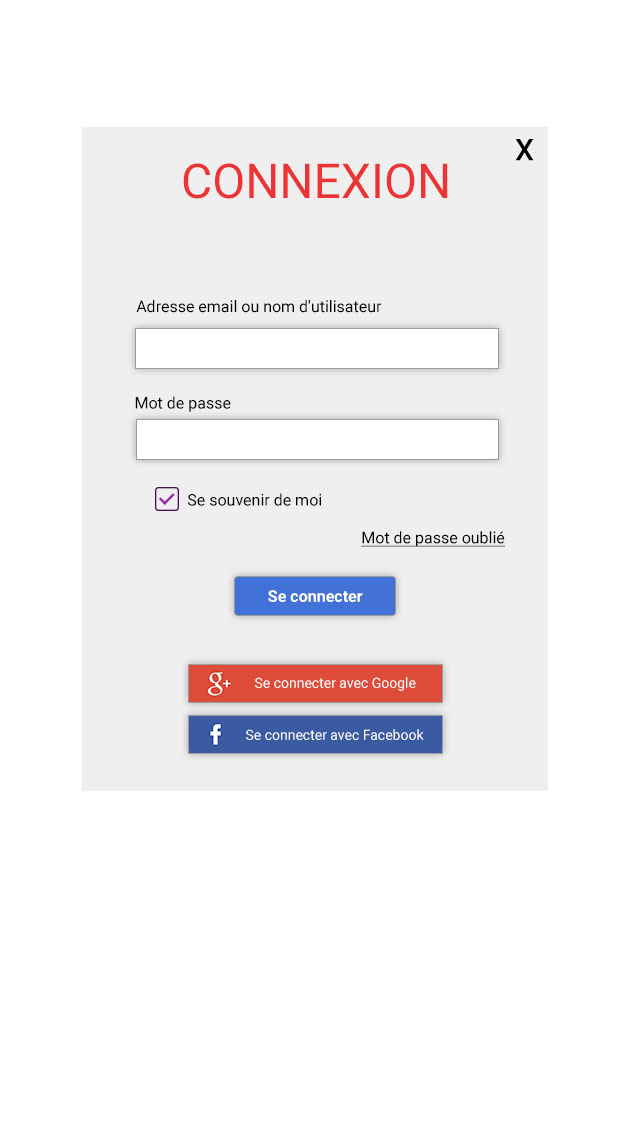 X
CONNEXION
Adresse email ou nom d'utilisateur
Mot de passe
Se souvenir de moi
Mot de passe oublié
Se connecter
g+ Se connecter avec Google
f Se connecter avec Facebook